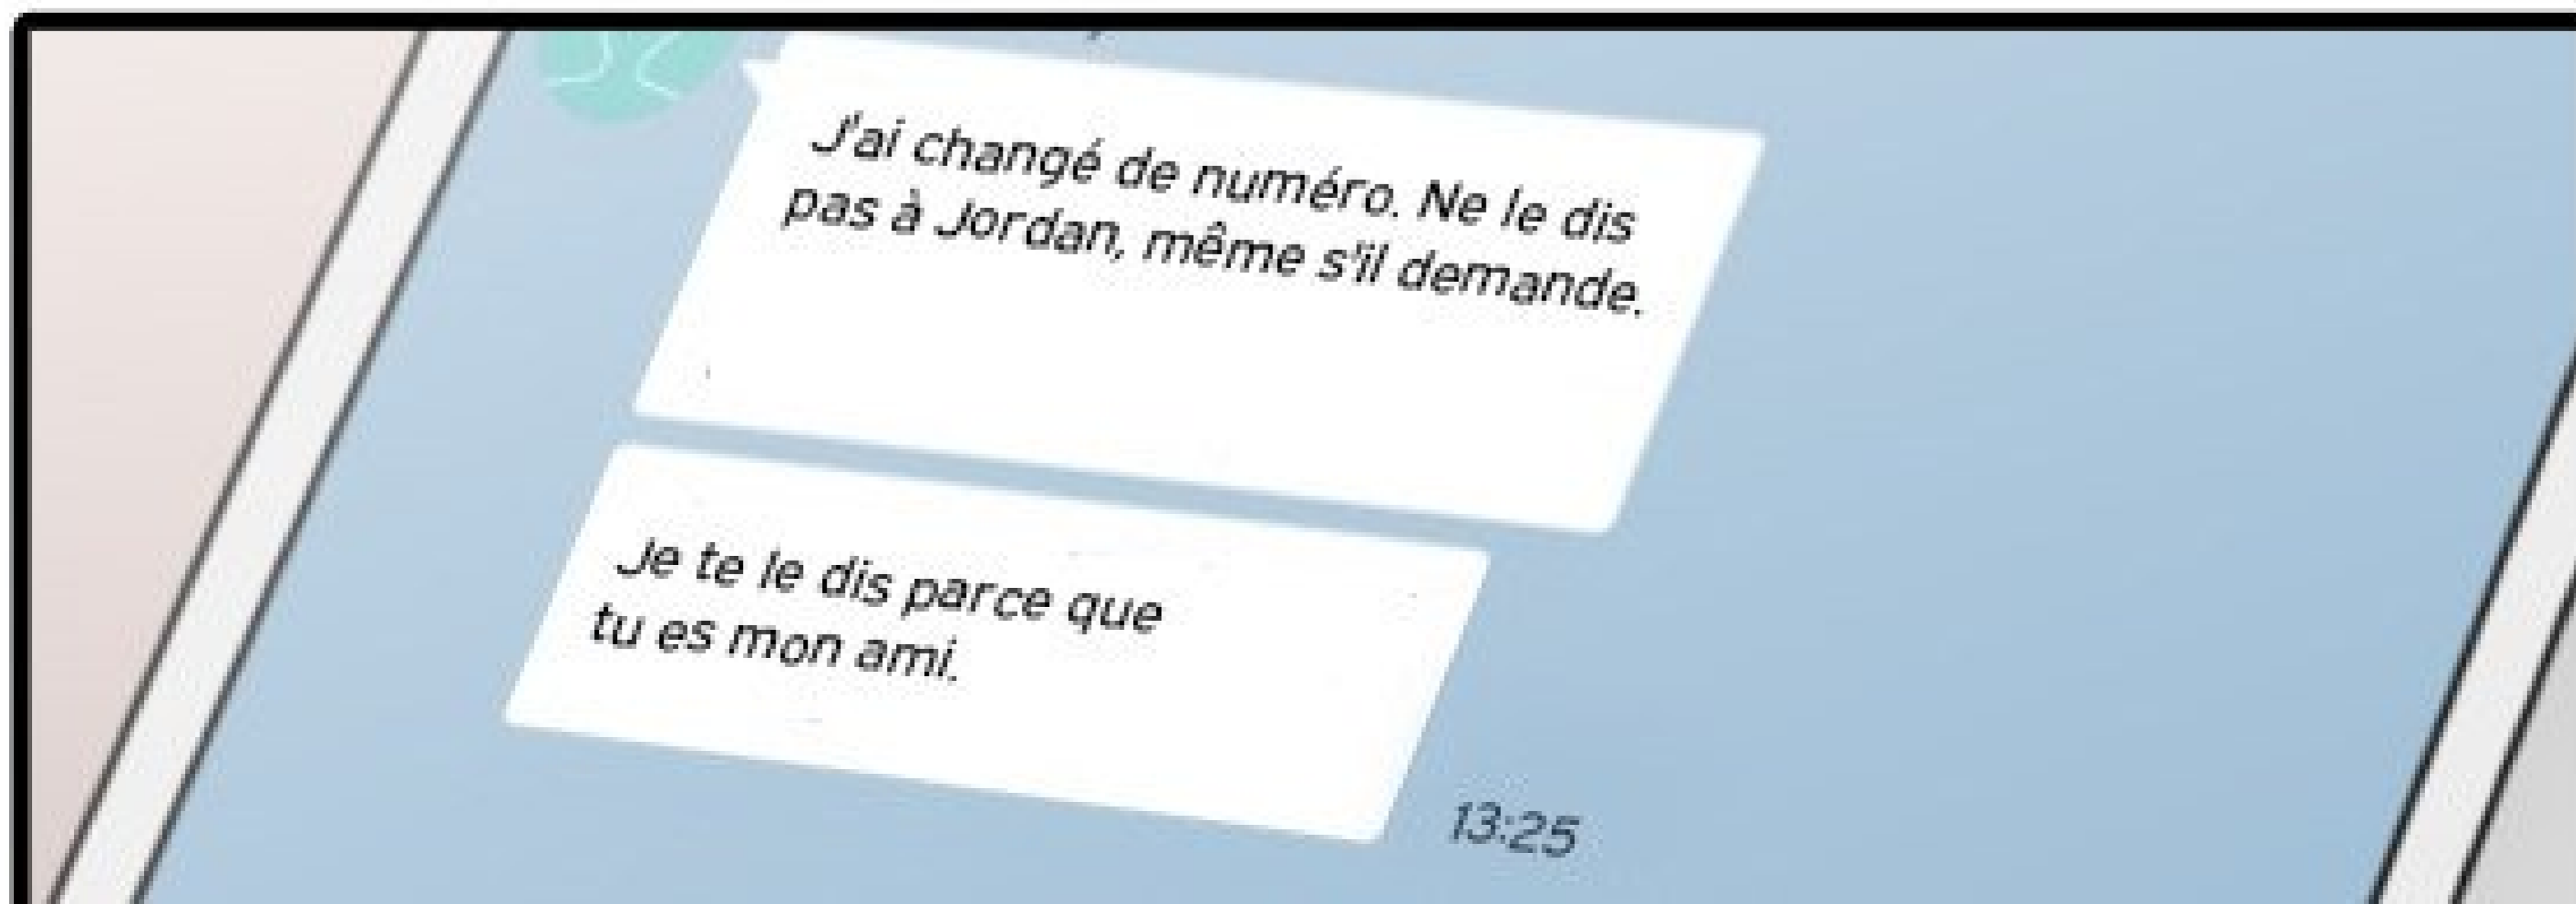 J'ai changé de numéro. Ne le dis
pas à Jordan, même s'il demande.
Je te le dis parce que
tu es mon ami.
13:25